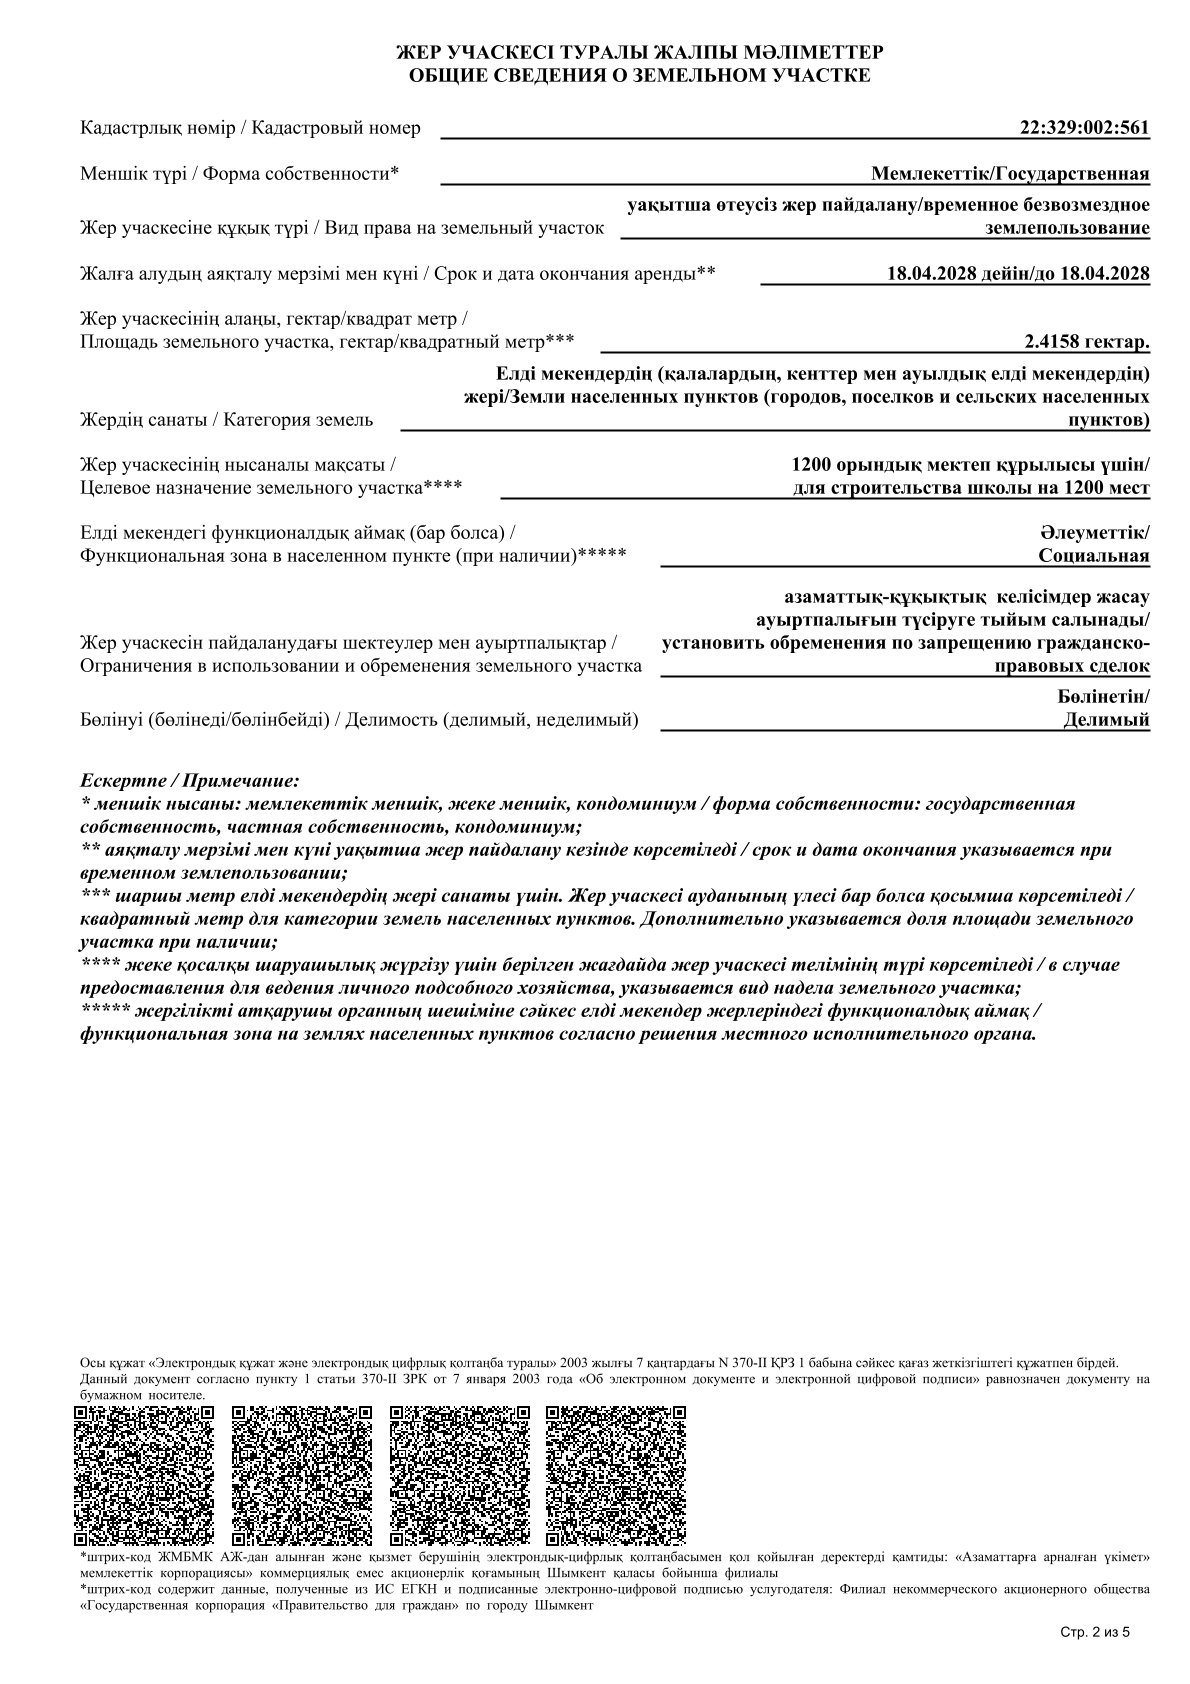 ЖЕР УЧАСКЕСІ ТУРАЛЫ ЖАЛПЫ МӘЛІМЕТТЕР
ОБЩИЕ СВЕДЕНИЯ О ЗЕМЕЛЬНОМ УЧАСТКЕ
Кадастрлық нөмір / Кадастровый номер 22:329:002:561
Меншік түрі / Форма собственности* Мемлекеттік/Государственная
уақытша өтеусіз жер пайдалану/временное безвозмездное
Жер учаскесіне құқық түрі / Вид права на земельный участок землепользование
Жалға алудың аяқталу мерзімі мен күні / Срок и дата окончания аренды** 18.04.2028 дейін/до 18.04.2028
Жер учаскесінің алаңы, гектар/квадрат метр /
Площадь земельного участка, гектар/квадратный метр*** 2.4158 гектар.
Елді мекендердің (қалалардың, кенттер мен ауылдық елді мекендердің)
жері/Земли населенных пунктов (городов, поселков и сельских населенных
Жердің санаты / Категория земель пунктов)
Жер учаскесінің нысаналы мақсаты / 1200 орындық мектеп құрылысы үшін/
Целевое назначение земельного участка**** для строительства школы на 1200 мест
Елді мекендегі функционалдық аймақ (бар болса) / Әлеуметтік/
Функциональная зона в населенном пункте (при наличии)***** Социальная
азаматтық-құқықтық келісімдер жасау
ауыртпалығын түсіруге тыйым салынады/
Жер учаскесін пайдаланудағы шектеулер мен ауыртпалықтар / установить обременения по запрещению гражданско-
Ограничения в использовании и обременения земельного участка правовых сделок
Бөлінетін/
Бөлінуі (бөлінеді/бөлінбейді) / Делимость (делимый, неделимый) Делимый
Ескертпе / Примечание:
* меншік нысаны: мемлекеттік меншік, жеке меншік, кондоминиум / форма собственности: государственная
собственность, частная собственность, кондоминиум;
** аяқталу мерзімі мен күні уақытша жер пайдалану кезінде көрсетіледі / срок и дата окончания указывается при
временном землепользовании;
*** шаршы метр елді мекендердің жері санаты үшін. Жер учаскесі ауданының үлесі бар болса қосымша көрсетіледі /
квадратный метр для категории земель населенных пунктов. Дополнительно указывается доля площади земельного
участка при наличии;
**** жеке қосалқы шаруашылық жүргізу үшін берілген жағдайда жер учаскесі телімінің түрі көрсетіледі / в случае
предоставления для ведения личного подсобного хозяйства, указывается вид надела земельного участка;
***** жергілікті атқарушы органның шешіміне сәйкес елді мекендер жерлеріндегі функционалдық аймақ /
функциональная зона на землях населенных пунктов согласно решения местного исполнительного органа.
Осы құжат «Электрондық құжат және электрондық цифрлық қолтаңба туралы» 2003 жылғы 7 қаңтардағы N 370-II ҚРЗ 1 бабына сәйкес қағаз жеткізгіштегі құжатпен бірдей.
Данный документ согласно пункту 1 статьи 370-II ЗРК от 7 января 2003 года «Об электронном документе и электронной цифровой подписи» равнозначен документу на
бумажном носителе.
*штрих-код ЖМБМК АЖ-дан алынған және қызмет берушінің электрондық-цифрлық қолтаңбасымен қол қойылған деректерді қамтиды: «Азаматтарға арналған үкімет»
мемлекеттік корпорациясы» коммерциялық емес акционерлік қоғамының Шымкент қаласы бойынша филиалы
*штрих-код содержит данные, полученные из ИС ЕГКН и подписанные электронно-цифровой подписью услугодателя: Филиал некоммерческого акционерного общества
«Государственная корпорация «Правительство для граждан» по городу Шымкент
Стр. 2 из 5